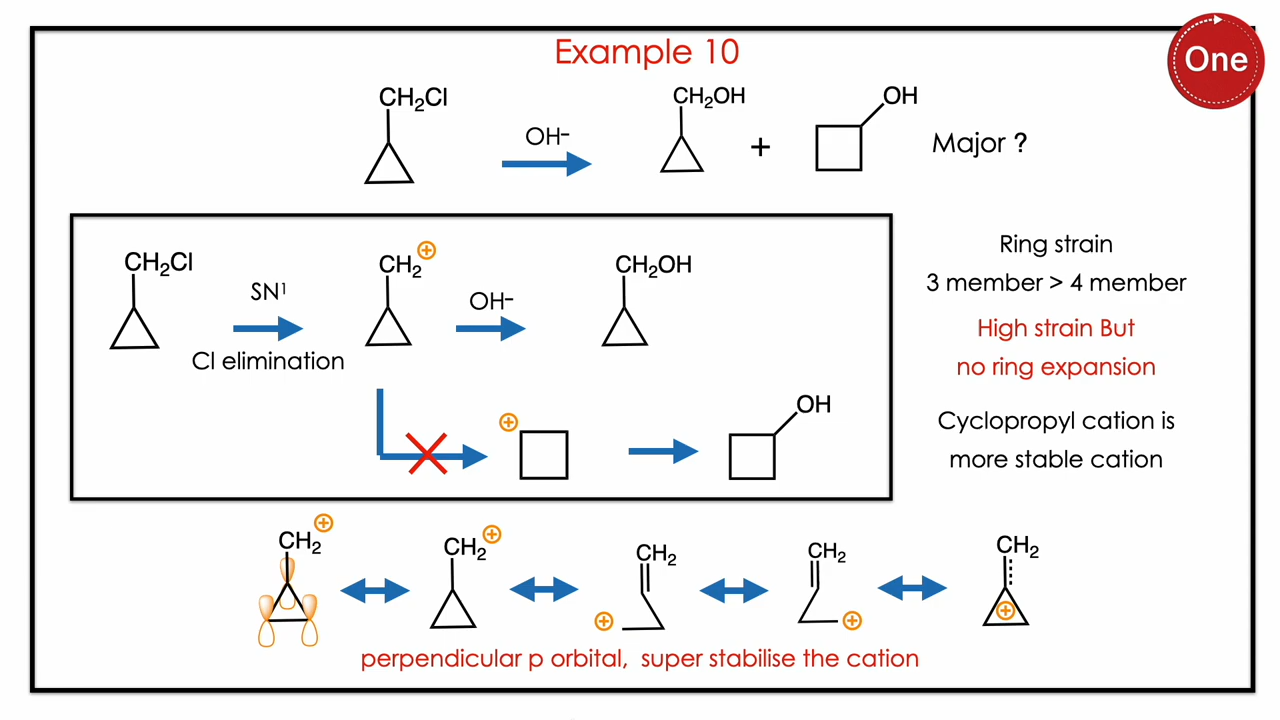 Example 10
One
CH₂Cl
OH⁻
CH₂OH
+
OH
Major ?
CH₂Cl
SN¹
Cl elimination
CH₂⊕
OH⁻
CH₂OH
⊕
OH
Ring strain
3 member > 4 member
High strain But
no ring expansion
Cyclopropyl cation is
more stable cation
CH₂⊕
CH₂⊕
CH₂
⊕
CH₂
⊕
CH₂
⊕
perpendicular p orbital, super stabilise the cation